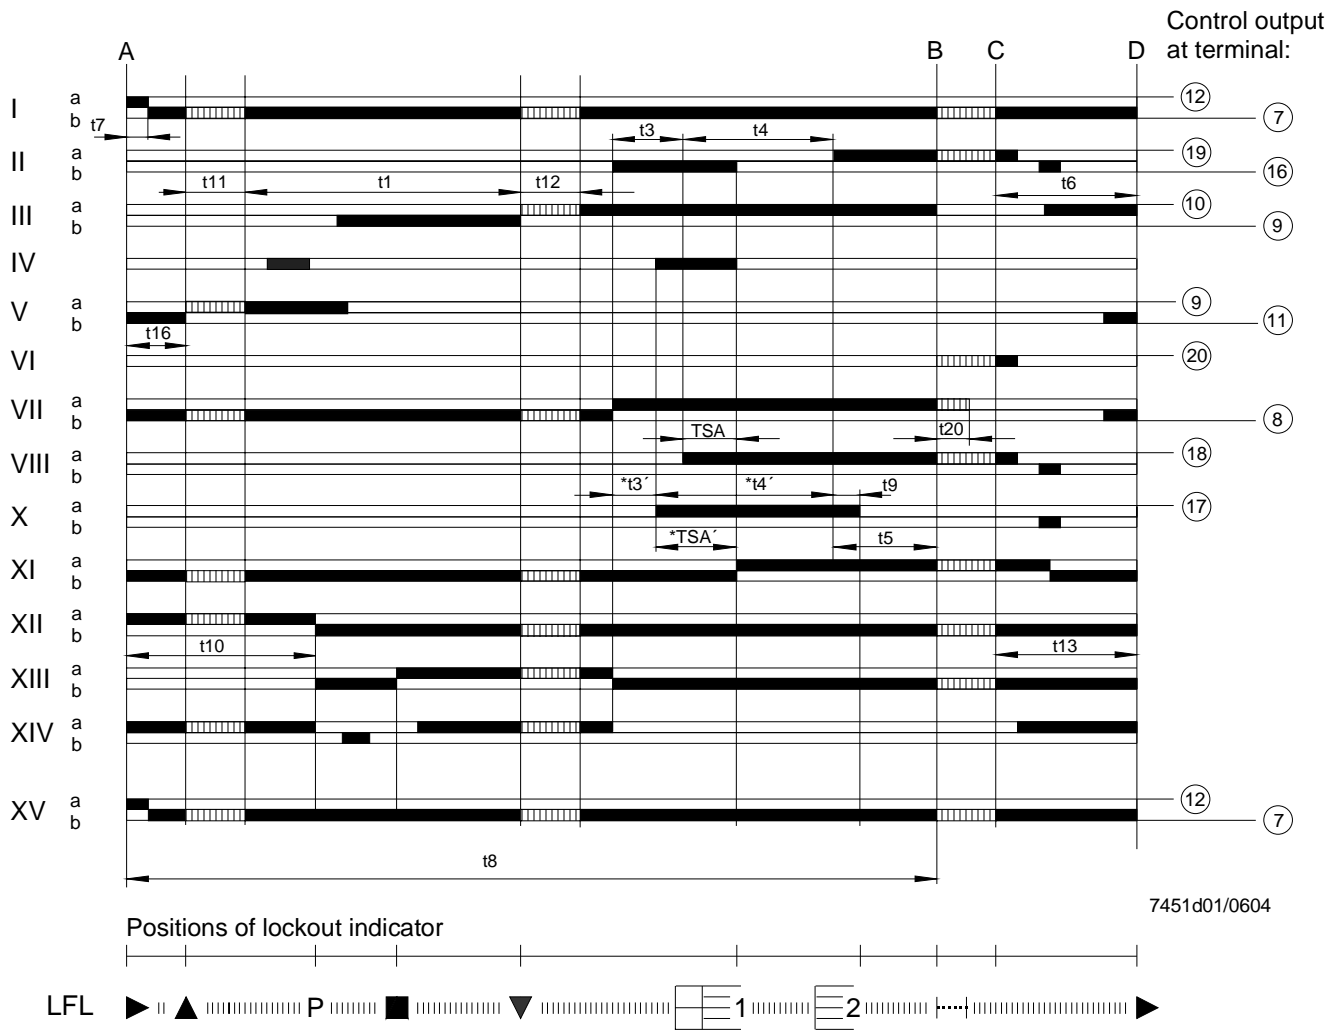 Control output
at terminal:
A B C D
I a 12
b 7
t7 t3 t4
II a 19
b 16
t11 t1 t12 t6
III a 10
b 9
IV
V a 9
b 11
t16
VI 20
VII a
b 8
TSA t20
VIII a 18
b
*t3´ *t4´ t9
X a 17
b
*TSA´ t5
XI a
b
XII a
b
t10 t13
XIII a
b
XIV a
b
XV a 12
b 7
t8
7451d01/0604
Positions of lockout indicator
LFL P 1 2